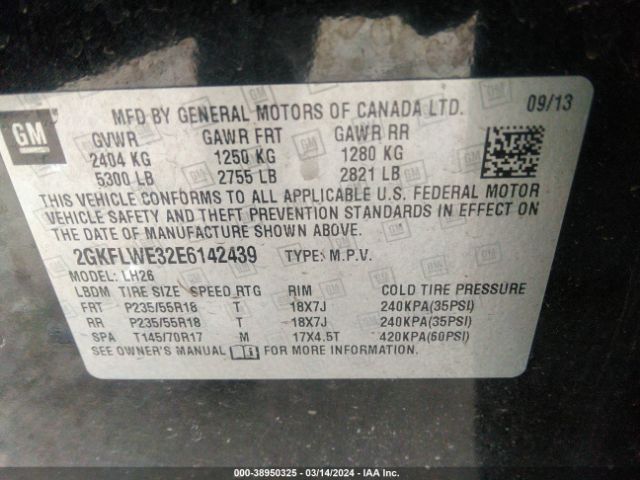 GM
MFD BY GENERAL MOTORS OF CANADA LTD. 09/13
GVWR GAWR FRT GAWR RR
2404 KG 1250 KG 1280 KG
5300 LB 2755 LB 2821 LB
THIS VEHICLE CONFORMS TO ALL APPLICABLE U.S. FEDERAL MOTOR
VEHICLE SAFETY AND THEFT PREVENTION STANDARDS IN EFFECT ON
THE DATE OF MANUFACTURE SHOWN ABOVE.
2GKFLWE32E6142439 TYPE: M.P.V.
MODEL: LH26
LBDM TIRE SIZE SPEED RTG RIM COLD TIRE PRESSURE
FRT P235/55R18 T 18X7J 240KPA(35PSI)
RR P235/55R18 T 18X7J 240KPA(35PSI)
SPA T145/70R17 M 17X4.5T 420KPA(60PSI)
SEE OWNER'S MANUAL FOR MORE INFORMATION.
000-38950325 - 03/14/2024 - IAA Inc.